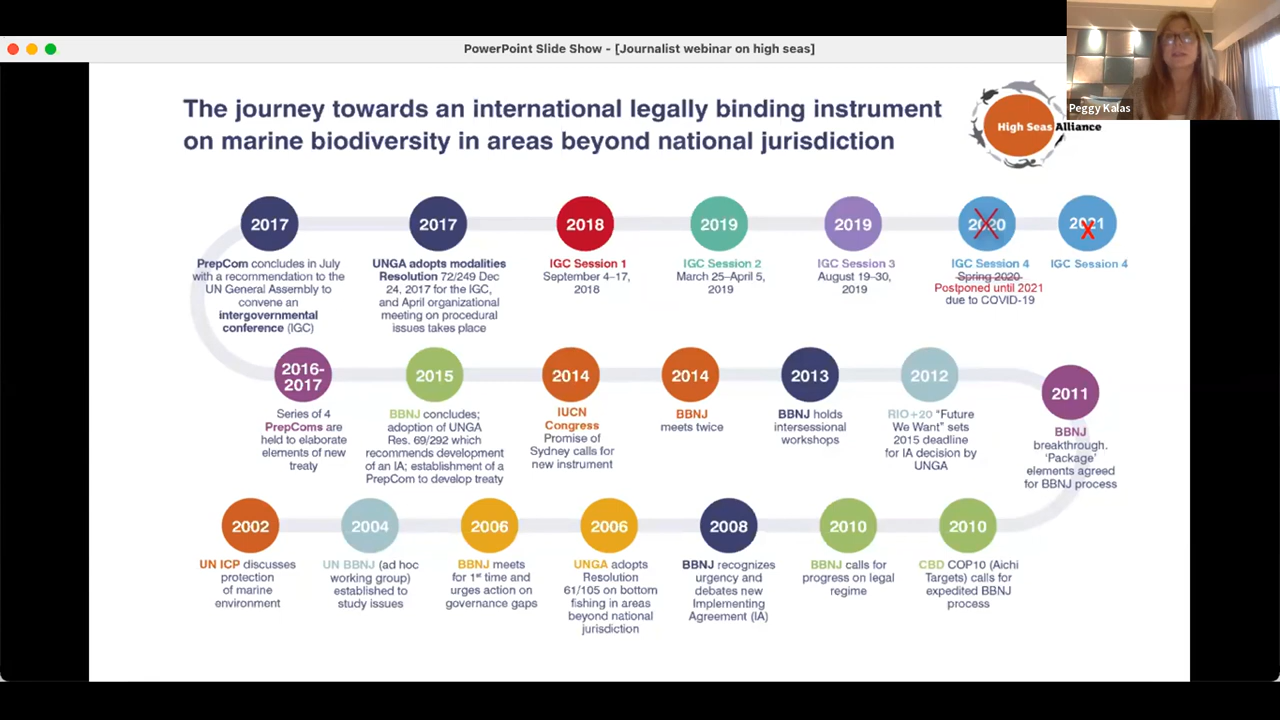 PowerPoint Slide Show - [Journalist webinar on high seas]
Peggy Kalas
The journey towards an international legally binding instrument
on marine biodiversity in areas beyond national jurisdiction
High Seas Alliance
2017
PrepCom concludes in July
with a recommendation to the
UN General Assembly to
convene an
intergovernmental
conference (IGC)
2017
UNGA adopts modalities
Resolution 72/249 Dec
24, 2017 for the IGC,
and April organizational
meeting on procedural
issues takes place
2018
IGC Session 1
September 4–17,
2018
2019
IGC Session 2
March 25–April 5,
2019
2019
IGC Session 3
August 19–30,
2019
2020
IGC Session 4
Spring 2020
Postponed until 2021
due to COVID-19
2021
IGC Session 4
2016-
2017
Series of 4
PrepComs are
held to elaborate
elements of new
treaty
2015
BBNJ concludes;
adoption of UNGA
Res. 69/292 which
recommends development
of an IA; establishment of a
PrepCom to develop treaty
2014
IUCN
Congress
Promise of
Sydney calls for
new instrument
2014
BBNJ
meets twice
2013
BBNJ holds
intersessional
workshops
2012
RIO+20 “Future
We Want” sets
2015 deadline
for IA decision by
UNGA
2011
BBNJ
breakthrough.
‘Package’
elements agreed
for BBNJ process
2002
UN ICP discusses
protection
of marine
environment
2004
UN BBNJ (ad hoc
working group)
established to
study issues
2006
BBNJ meets
for 1st time and
urges action on
governance gaps
2006
UNGA adopts
Resolution
61/105 on bottom
fishing in areas
beyond national
jurisdiction
2008
BBNJ recognizes
urgency and
debates new
Implementing
Agreement (IA)
2010
BBNJ calls for
progress on legal
regime
2010
CBD COP10 (Aichi
Targets) calls for
expedited BBNJ
process